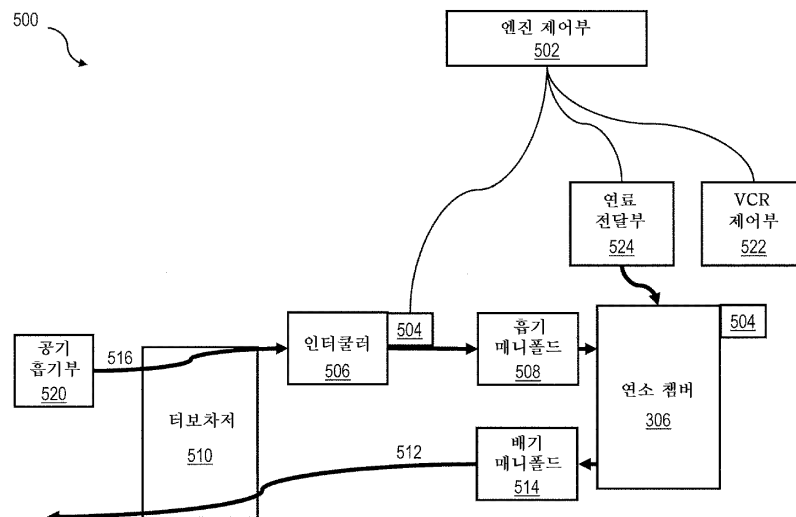 500
엔진 제어부
502
연료
전달부
524
VCR
제어부
522
공기
흡기부
520
516
인터쿨러
506
504
흡기
매니폴드
508
504
연소 챔버
306
터보차저
510
512
배기
매니폴드
514